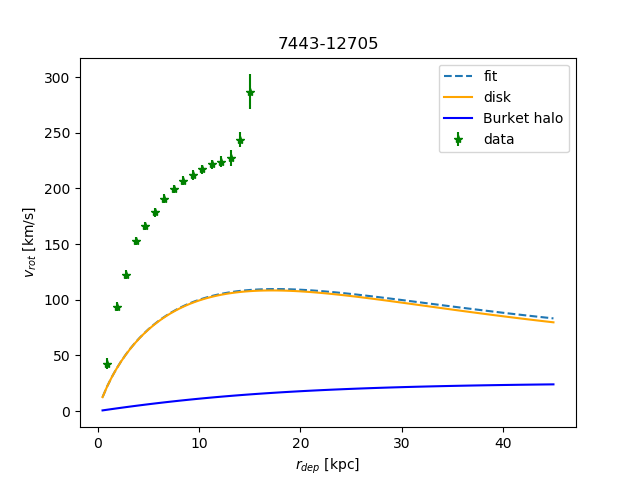 7443-12705
300
250
200
150
100
50
0
v_rot [km/s]
fit
disk
Burket halo
data
0 10 20 30 40
r_dep [kpc]